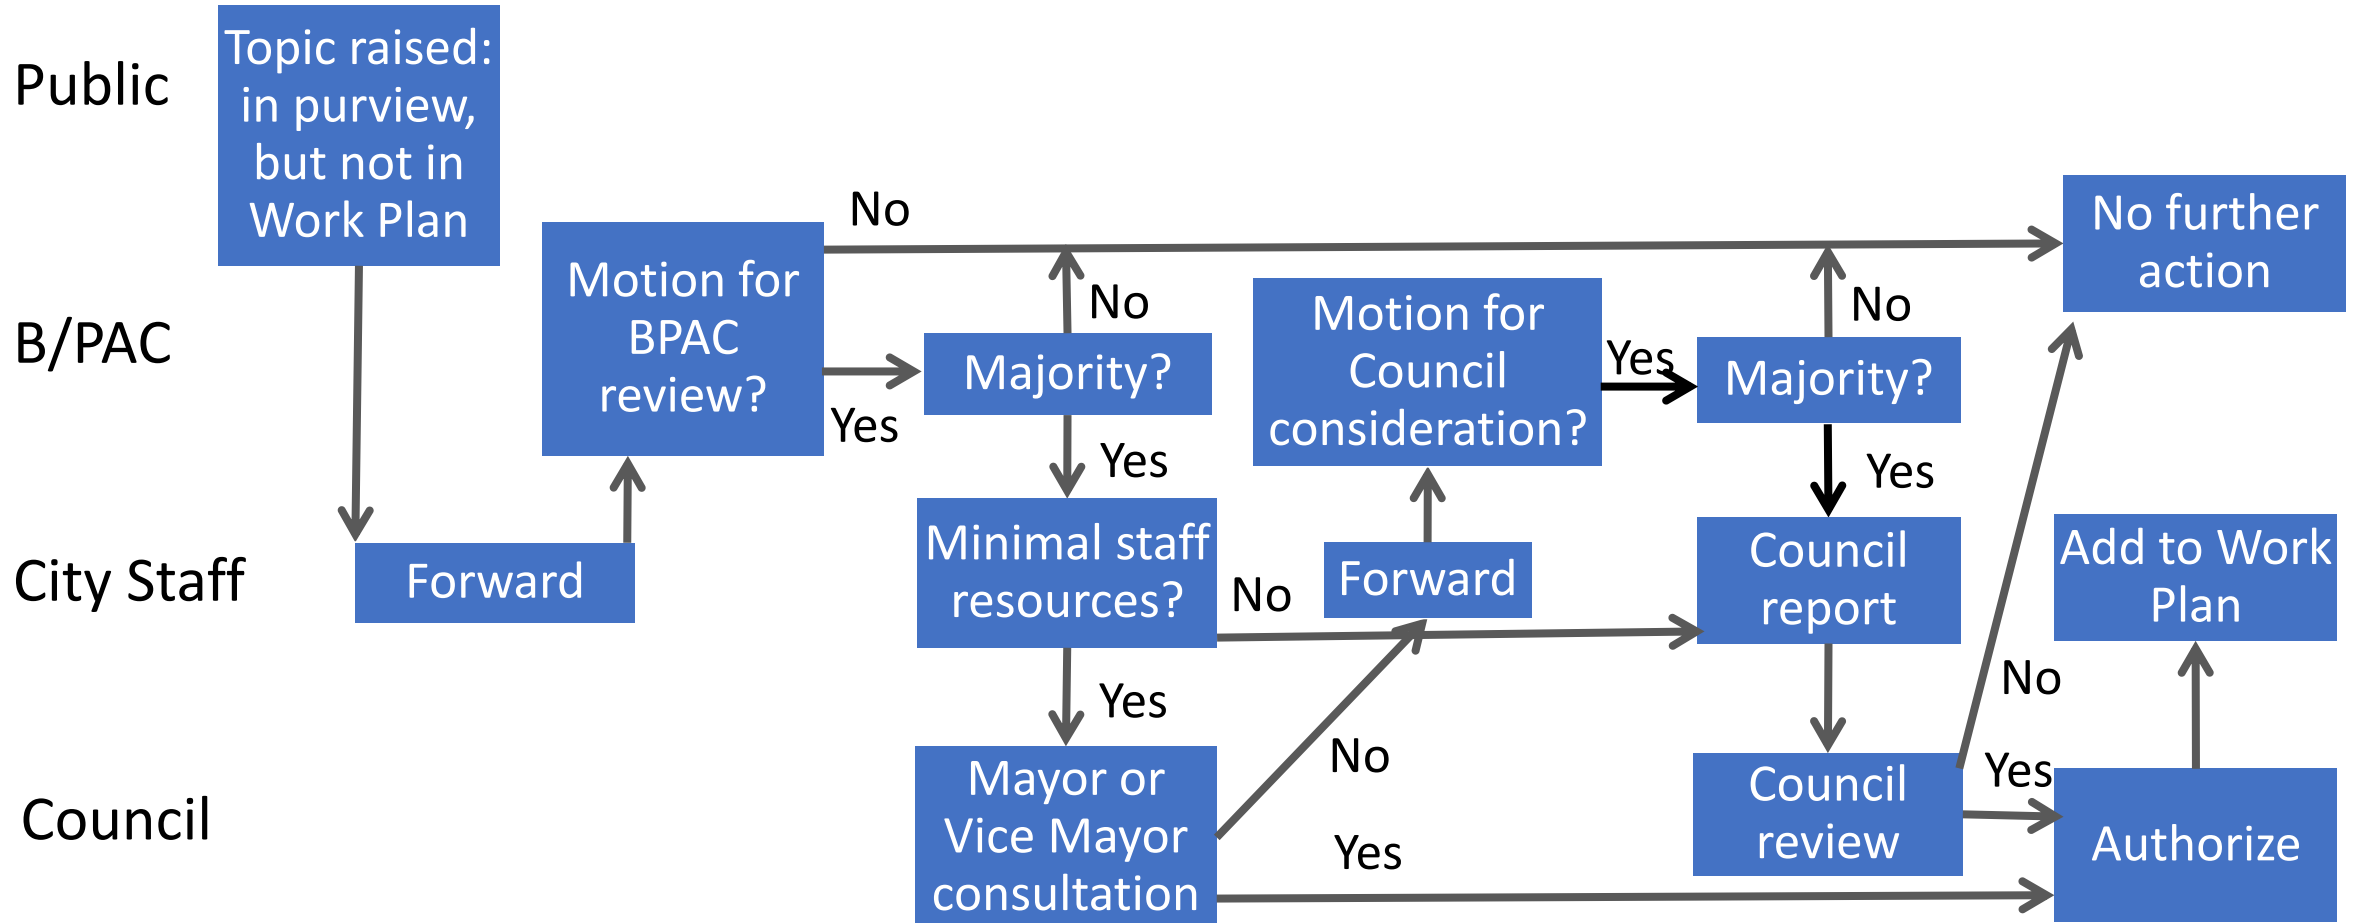 Public
Topic raised:
in purview,
but not in
Work Plan
No
No further
action
B/PAC
Motion for
BPAC
review?
Yes
No
Majority?
Yes
Motion for
Council
consideration?
Yes
No
Majority?
Yes
City Staff
Forward
Minimal staff
resources?
No
Yes
Forward
Council
report
Add to Work
Plan
No
Council
Mayor or
Vice Mayor
consultation
No
Yes
Council
review
Yes
Authorize